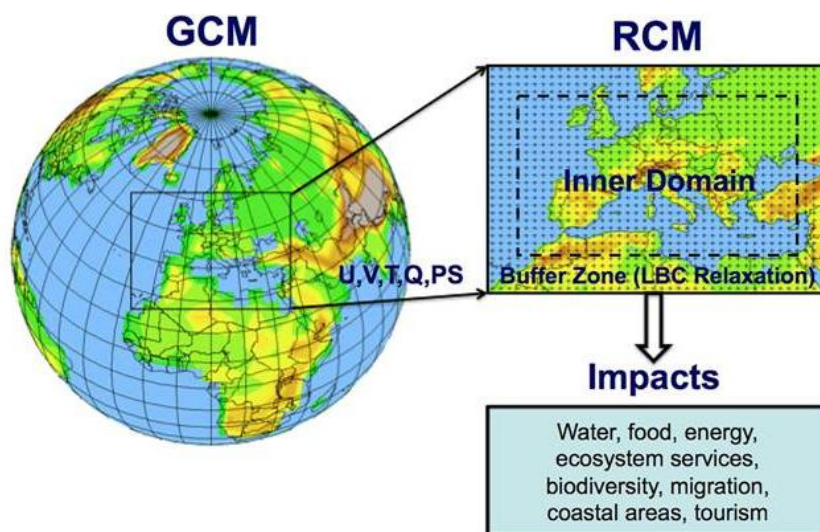 GCM
RCM
Inner Domain
U,V,T,Q,PS
Buffer Zone (LBC Relaxation)
Impacts
Water, food, energy,
ecosystem services,
biodiversity, migration,
coastal areas, tourism